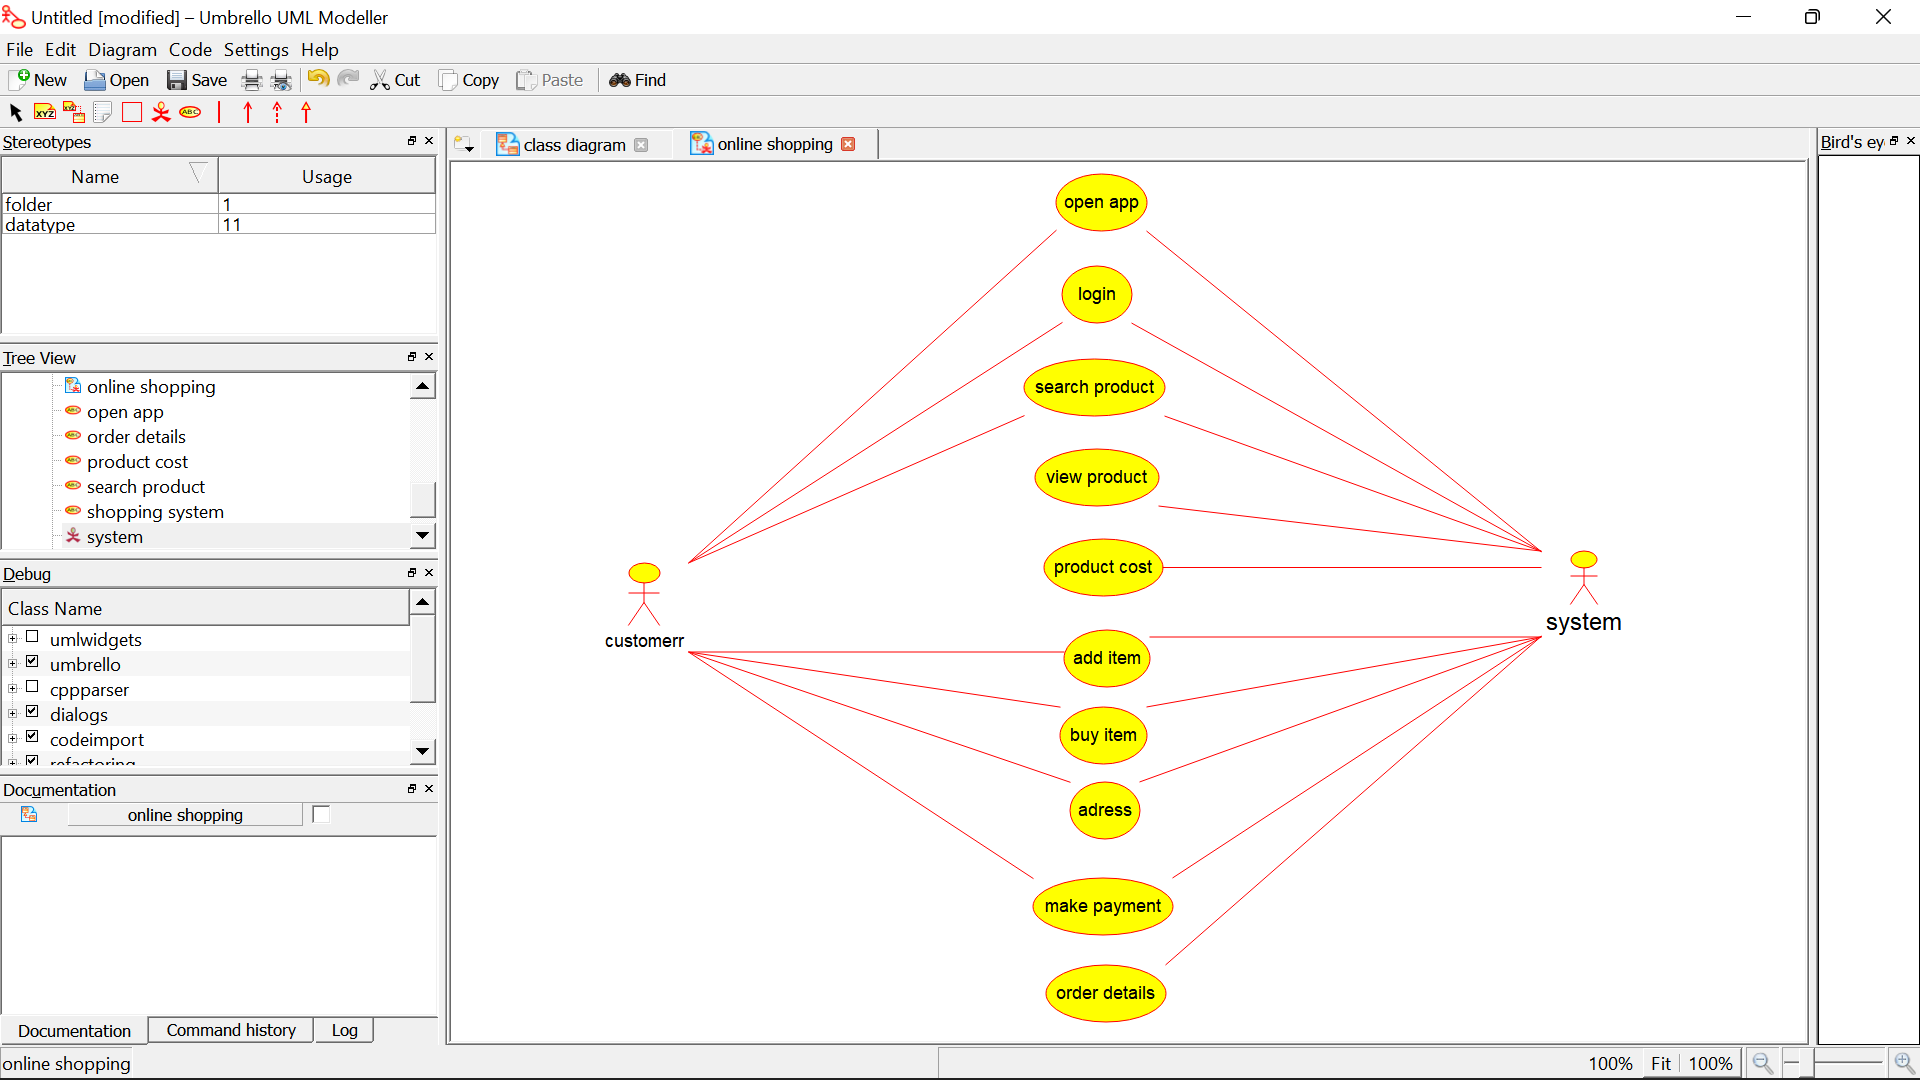 Untitled [modified] – Umbrello UML Modeller
File Edit Diagram Code Settings Help
New Open Save Cut Copy Paste Find
XYZ XYZ ABC
Stereotypes
Name Usage
folder 1
datatype 11
Tree View
online shopping
open app
order details
product cost
search product
shopping system
system
Debug
Class Name
umlwidgets
umbrello
cppparser
dialogs
codeimport
refactoring
Documentation
online shopping
Documentation Command history Log
online shopping
class diagram online shopping
open app
login
search product
view product
product cost
customerr
system
add item
buy item
adress
make payment
order details
Bird's ey
100% Fit 100%